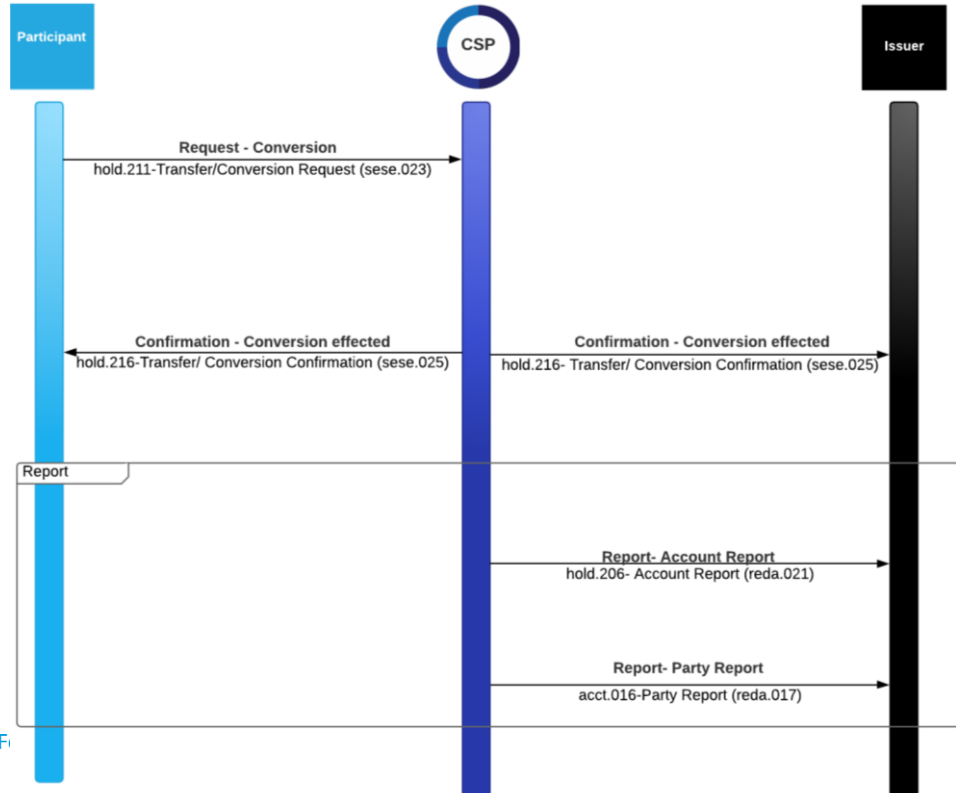 Participant
CSP
Issuer
Request - Conversion
hold.211-Transfer/Conversion Request (sese.023)
Confirmation - Conversion effected
hold.216-Transfer/ Conversion Confirmation (sese.025)
Confirmation - Conversion effected
hold.216- Transfer/ Conversion Confirmation (sese.025)
Report
Report- Account Report
hold.206- Account Report (reda.021)
Report- Party Report
acct.016-Party Report (reda.017)